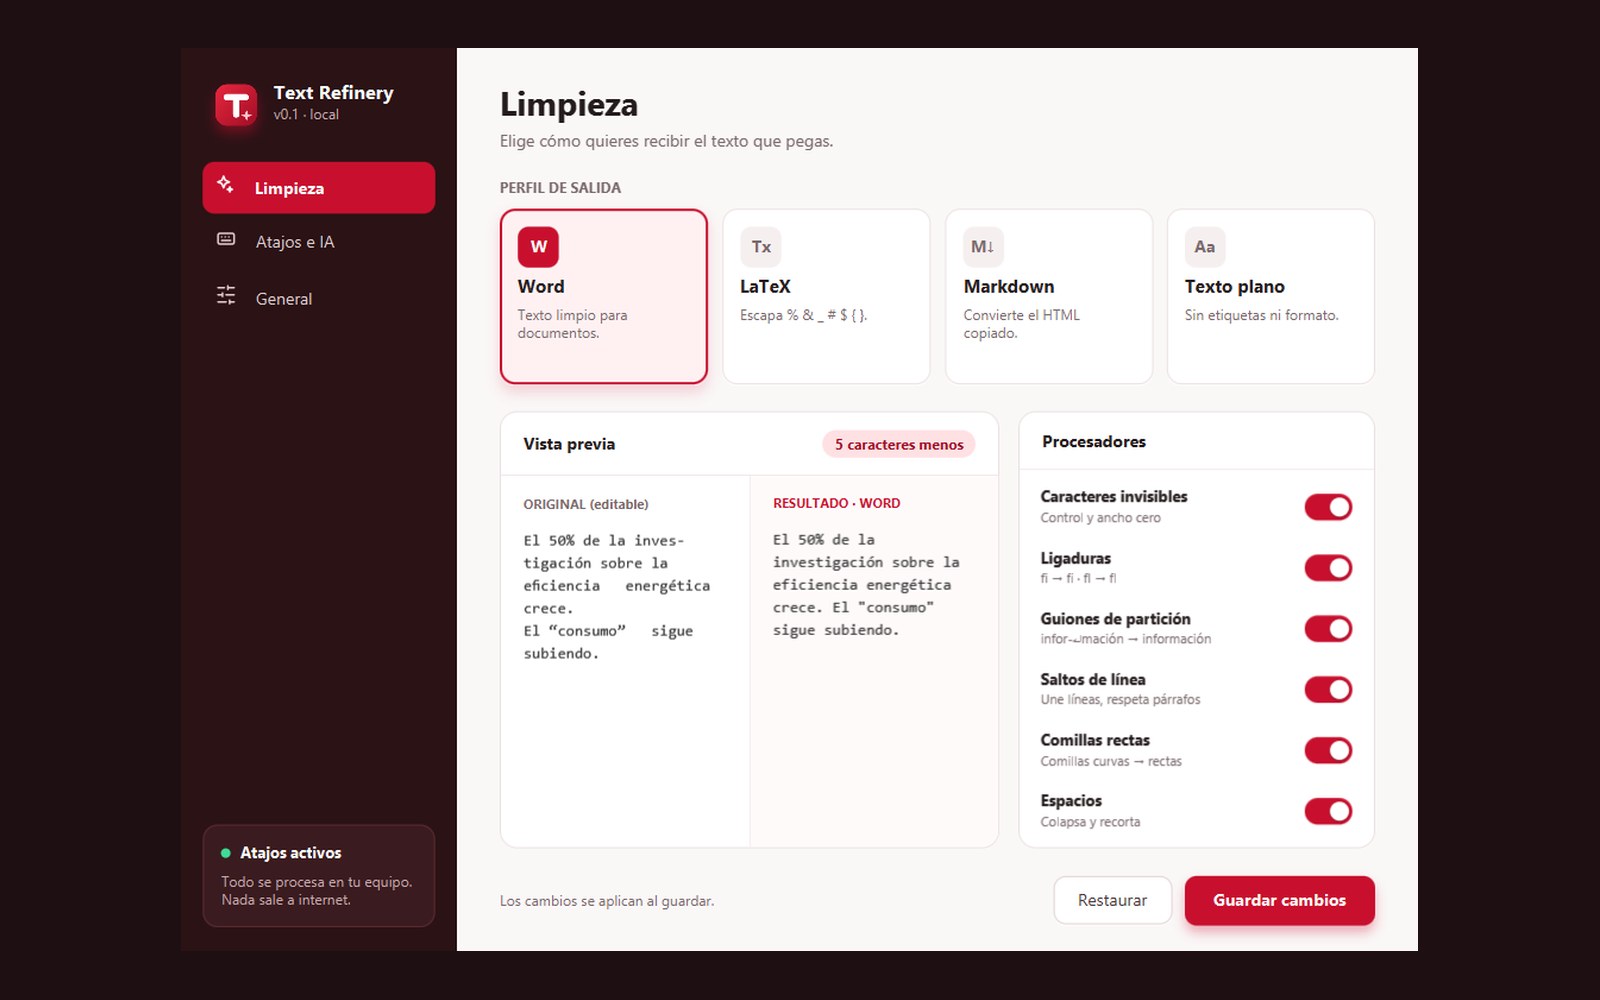 Text Refinery
v0.1 · local
Limpieza
Atajos e IA
General
Atajos activos
Todo se procesa en tu equipo.
Nada sale a internet.
Limpieza
Elige cómo quieres recibir el texto que pegas.
PERFIL DE SALIDA
W
Word
Texto limpio para
documentos.
Tx
LaTeX
Escapa % & _ # $ { }.
M↓
Markdown
Convierte el HTML
copiado.
Aa
Texto plano
Sin etiquetas ni formato.
Vista previa
5 caracteres menos
ORIGINAL (editable)
El 50% de la inves-
tigación sobre la
eficiencia   energética
crece.
El “consumo”   sigue
subiendo.
RESULTADO · WORD
El 50% de la
investigación sobre la
eficiencia energética
crece. El "consumo"
sigue subiendo.
Procesadores
Caracteres invisibles
Control y ancho cero
Ligaduras
ﬁ → fi · ﬂ → fl
Guiones de partición
infor-↵mación → información
Saltos de línea
Une líneas, respeta párrafos
Comillas rectas
Comillas curvas → rectas
Espacios
Colapsa y recorta
Los cambios se aplican al guardar.
Restaurar
Guardar cambios